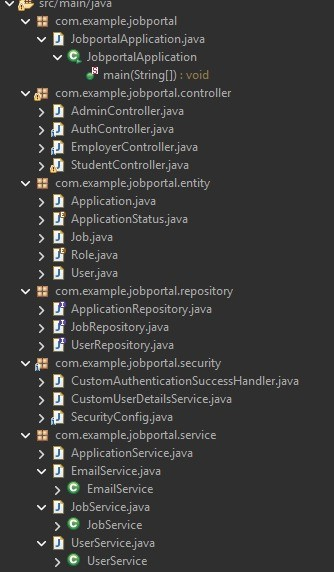 src/main/java
com.example.jobportal
JobportalApplication.java
JobportalApplication
main(String[]) : void
com.example.jobportal.controller
AdminController.java
AuthController.java
EmployerController.java
StudentController.java
com.example.jobportal.entity
Application.java
ApplicationStatus.java
Job.java
Role.java
User.java
com.example.jobportal.repository
ApplicationRepository.java
JobRepository.java
UserRepository.java
com.example.jobportal.security
CustomAuthenticationSuccessHandler.java
CustomUserDetailsService.java
SecurityConfig.java
com.example.jobportal.service
ApplicationService.java
EmailService.java
EmailService
JobService.java
JobService
UserService.java
UserService